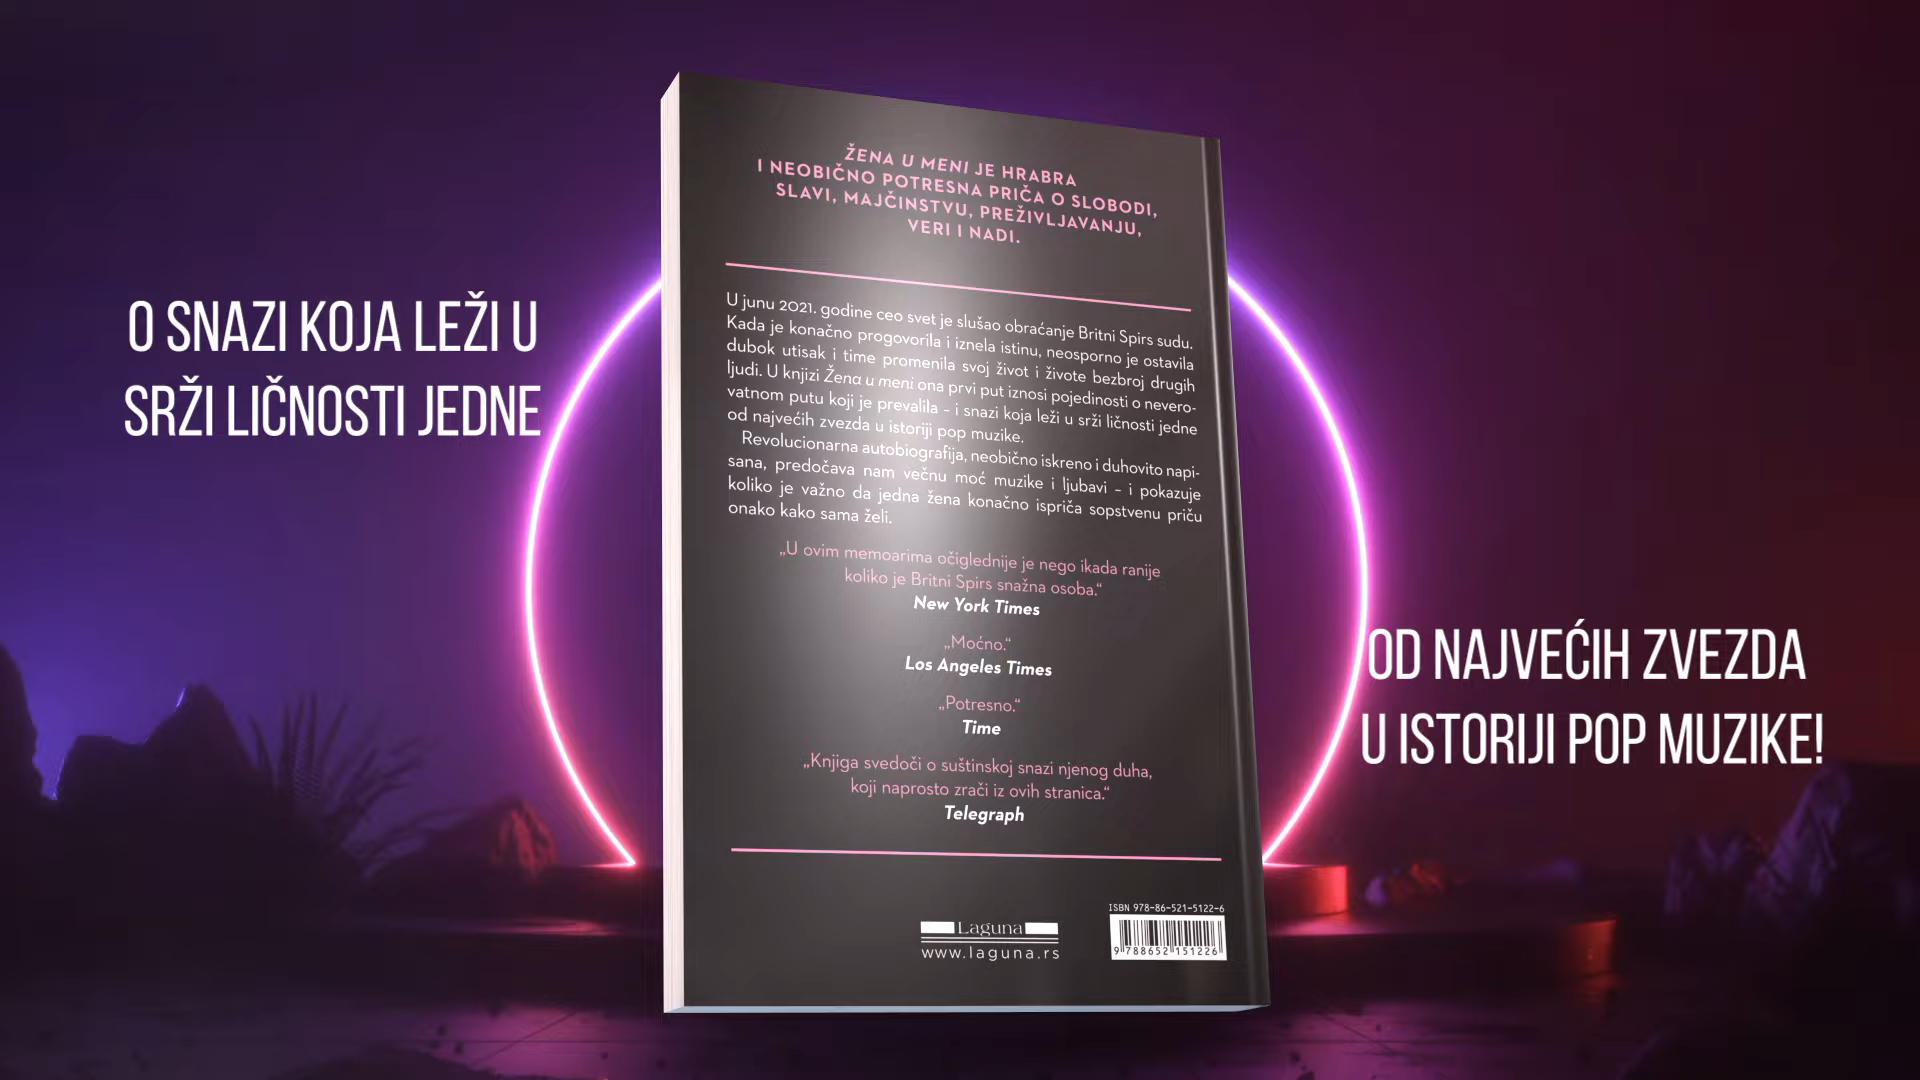 O SNAZI KOJA LEŽI U
SRŽI LIČNOSTI JEDNE
ŽENA U MENI JE HRABRA
I NEOBIČNO POTRESNA PRIČA O SLOBODI,
SLAVI, MAJČINSTVU, PREŽIVLJAVANJU,
VERI I NADI.
U junu 2021. godine ceo svet je slušao obraćanje Britni Spirs sudu.
Kada je konačno progovorila i iznela istinu, neosporno je ostavila
dubok utisak i time promenila svoj život i živote bezbroj drugih
ljudi. U knjizi Žena u meni ona prvi put iznosi pojedinosti o nevero-
vatnom putu koji je prevalila – i snazi koja leži u srži ličnosti jedne
od najvećih zvezda u istoriji pop muzike.
Revolucionarna autobiografija, neobično iskreno i duhovito napi-
sana, predočava nam večnu moć muzike i ljubavi – i pokazuje
koliko je važno da jedna žena konačno ispriča sopstvenu priču
onako kako sama želi.
„U ovim memoarima očiglednije je nego ikada ranije
koliko je Britni Spirs snažna osoba.“
New York Times
„Moćno.“
Los Angeles Times
„Potresno.“
Time
„Knjiga svedoči o suštinskoj snazi njenog duha,
koji naprosto zrači iz ovih stranica.“
Telegraph
Laguna
www.laguna.rs
ISBN 978-86-521-5122-6
9 788652 151226
OD NAJVEĆIH ZVEZDA
U ISTORIJI POP MUZIKE!